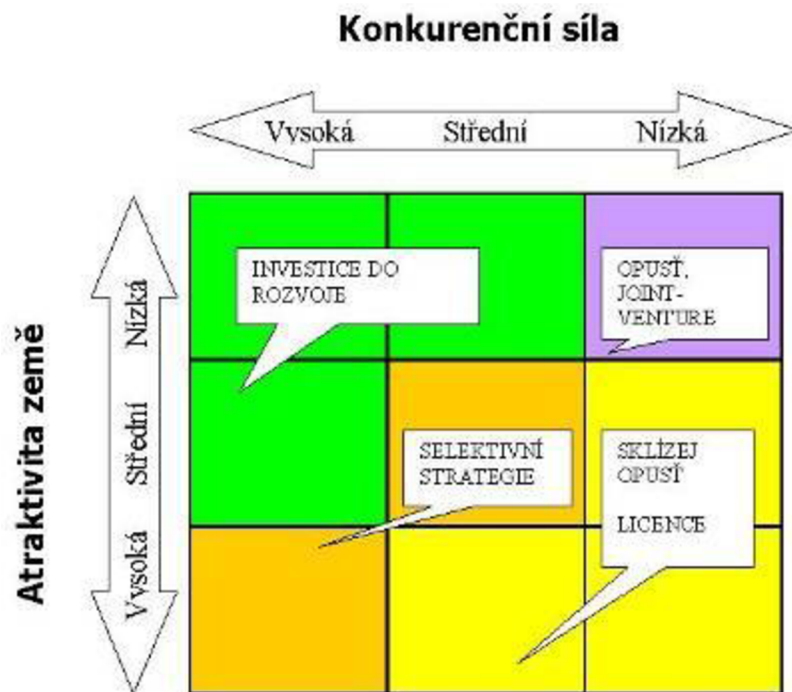 Konkurenční síla
Vysoká Střední Nízká
Atraktivita země
Nízká
Střední
Vysoká
INVESTICE DO
ROZVOJE
OPUSŤ,
JOINT-
VENTURE
SELEKTIVNÍ
STRATEGIE
SKLÍZEJ
OPUSŤ
LICENCE